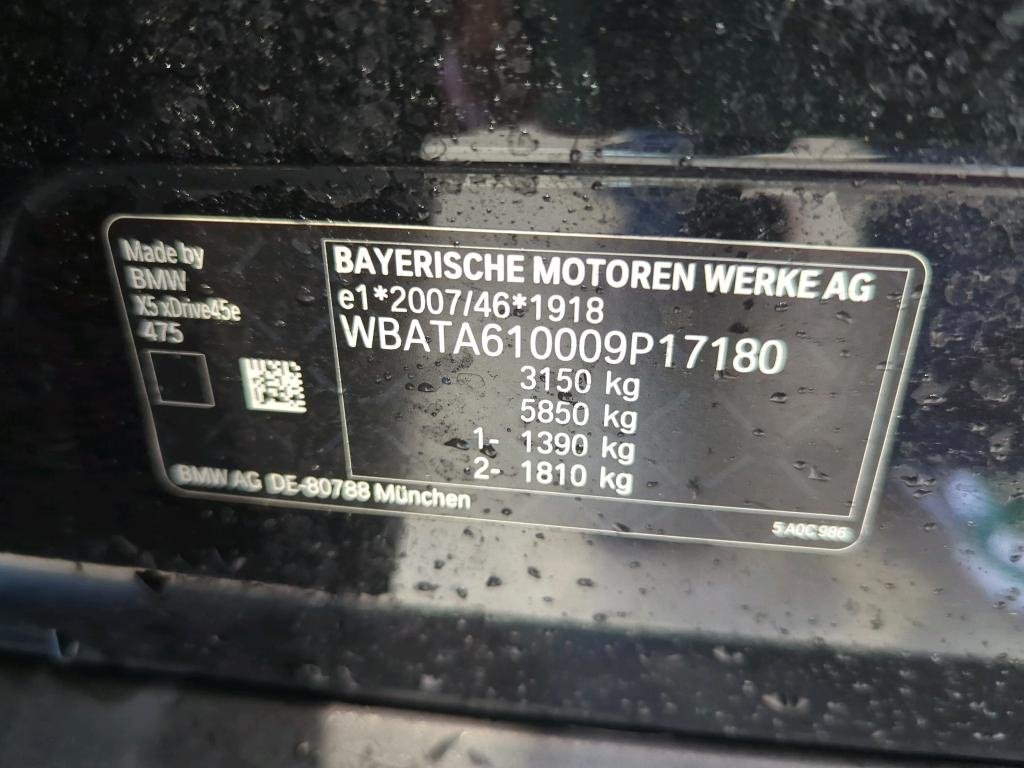 Made by
BMW
X5 xDrive45e
475
BAYERISCHE MOTOREN WERKE AG
e1*2007/46*1918
WBATA610009P17180
3150 kg
5850 kg
1- 1390 kg
2- 1810 kg
BMW AG DE-80788 München
5 A0C 986